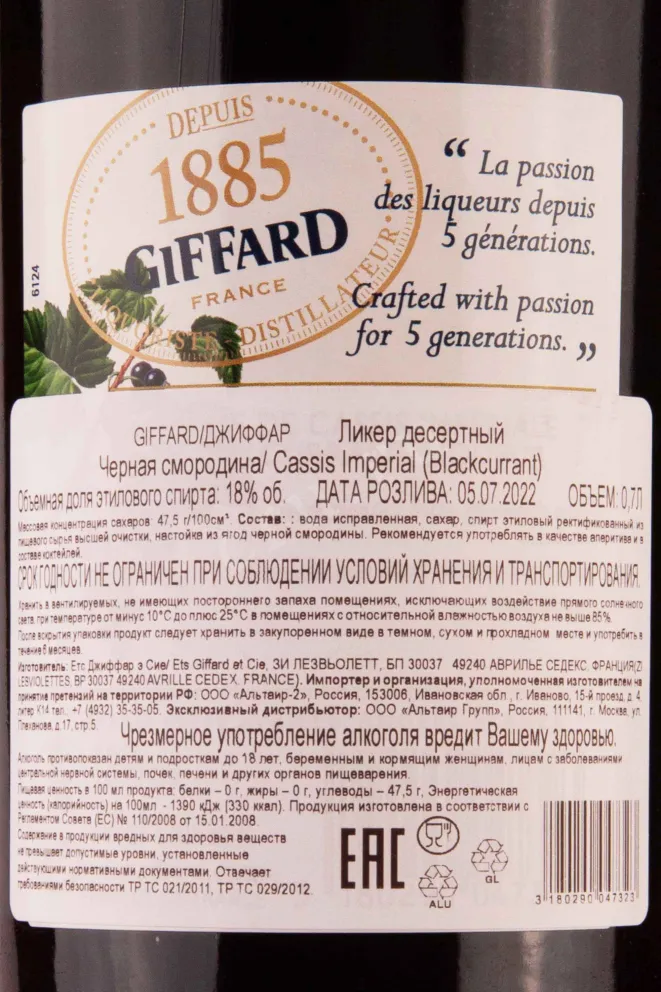 DEPUIS
1885
GIFFARD
FRANCE
LIQUORISTE - DISTILLATEUR
6124
“ La passion
des liqueurs depuis
5 générations.
Crafted with passion
for 5 generations. ”
GIFFARD/ДЖИФФАР Ликер десертный
Черная смородина/ Cassis Imperial (Blackcurrant)
Объемная доля этилового спирта: 18% об. ДАТА РОЗЛИВА: 05.07.2022 ОБЪЕМ: 0,7Л
Массовая концентрация сахаров: 47,5 г/100см³. Состав: : вода исправленная, сахар, спирт этиловый ректификованный из
пищевого сырья высшей очистки, настойка из ягод черной смородины. Рекомендуется употреблять в качестве аперитива и в
составе коктейлей.
СРОК ГОДНОСТИ НЕ ОГРАНИЧЕН ПРИ СОБЛЮДЕНИИ УСЛОВИЙ ХРАНЕНИЯ И ТРАНСПОРТИРОВАНИЯ.
Хранить в вентилируемых, не имеющих постороннего запаха помещениях, исключающих воздействие прямого солнечного
света, при температуре от минус 10°С до плюс 25°С в помещениях с относительной влажностью воздуха не выше 85%.
После вскрытия упаковки продукт следует хранить в закупоренном виде в темном, сухом и прохладном месте и употребить в
течение 6 месяцев.
Изготовитель: Етс Джиффар э Сие/ Ets Giffard et Cie, ЗИ ЛЕЗВЬОЛЕТТ, БП 30037 49240 АВРИЛЬЕ СЕДЕКС, ФРАНЦИЯ(ZI
LESVIOLETTES, BP 30037 49240 AVRILLE CEDEX, FRANCE). Импортер и организация, уполномоченная изготовителем на
принятие претензий на территории РФ: ООО «Альтвир-2», Россия, 153006, Ивановская обл., г. Иваново, 15-й проезд, д. 4,
литер К14 тел.: +7 (4932) 35-35-05. Эксклюзивный дистрибьютор: ООО «Альтвир Групп», Россия, 111141, г. Москва, ул.
Плеханова, д.17, стр.5.
Чрезмерное употребление алкоголя вредит Вашему здоровью.
Алкоголь противопоказан детям и подросткам до 18 лет, беременным и кормящим женщинам, лицам с заболеваниями
центральной нервной системы, почек, печени и других органов пищеварения.
Пищевая ценность в 100 мл продукта: белки – 0 г, жиры – 0 г, углеводы – 47,5 г, Энергетическая
ценность (калорийность) на 100мл - 1390 кДж (330 ккал). Продукция изготовлена в соответствии с
Регламентом Совета (ЕС) № 110/2008 от 15.01.2008.
Содержание в продукции вредных для здоровья веществ
не превышает допустимые уровни, установленные
действующими нормативными документами. Отвечает
требованиями безопасности ТР ТС 021/2011, ТР ТС 029/2012.
EAC
ALU
GL
3 180290 047323